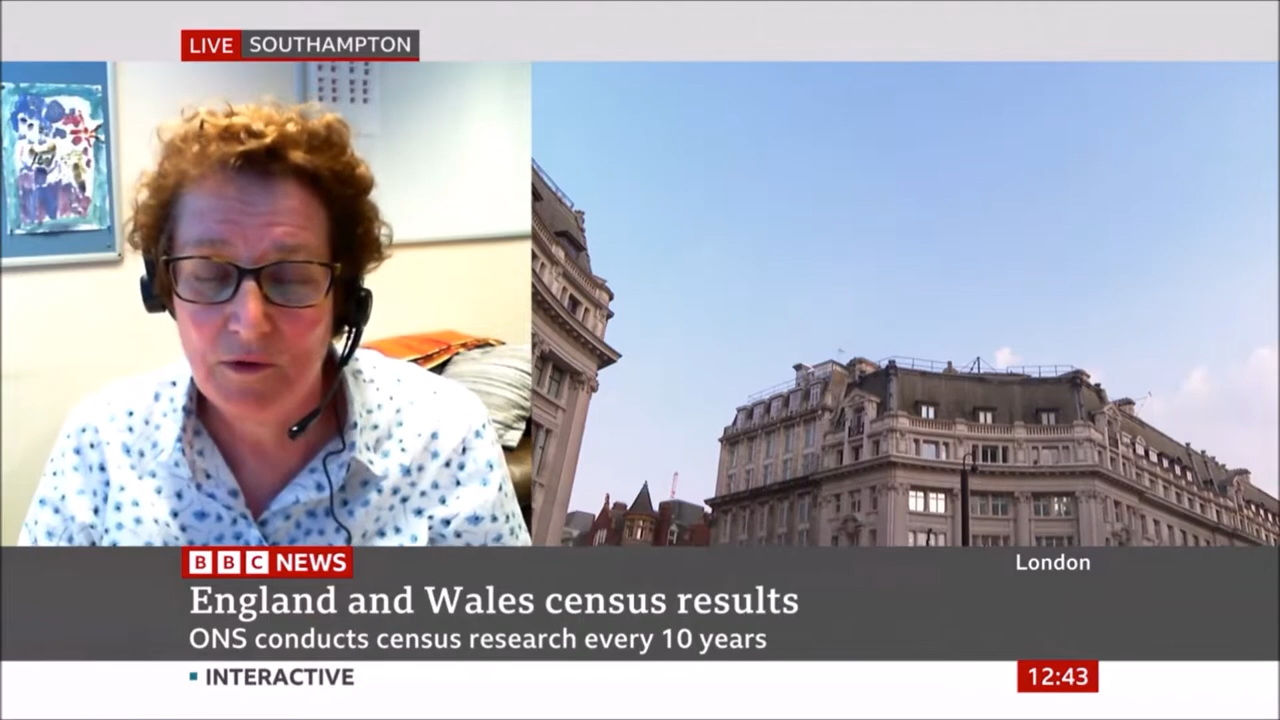 LIVE SOUTHAMPTON
BBC NEWS
London
England and Wales census results
ONS conducts census research every 10 years
INTERACTIVE
12:43